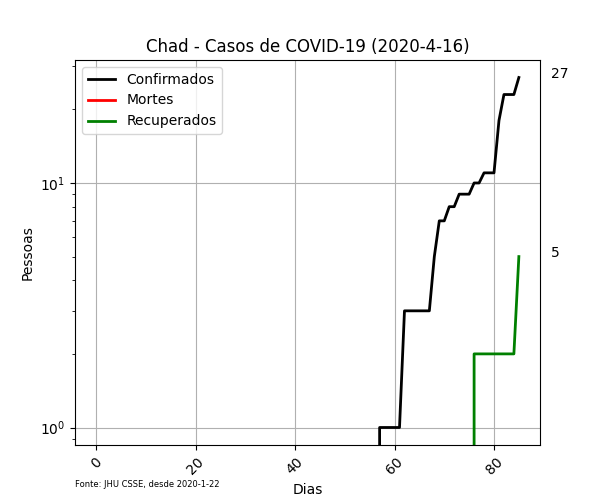 Chad - Casos de COVID-19 (2020-4-16)
Confirmados
Mortes
Recuperados
27
10¹
5
10⁰
Pessoas
0 20 40 60 80
Dias
Fonte: JHU CSSE, desde 2020-1-22